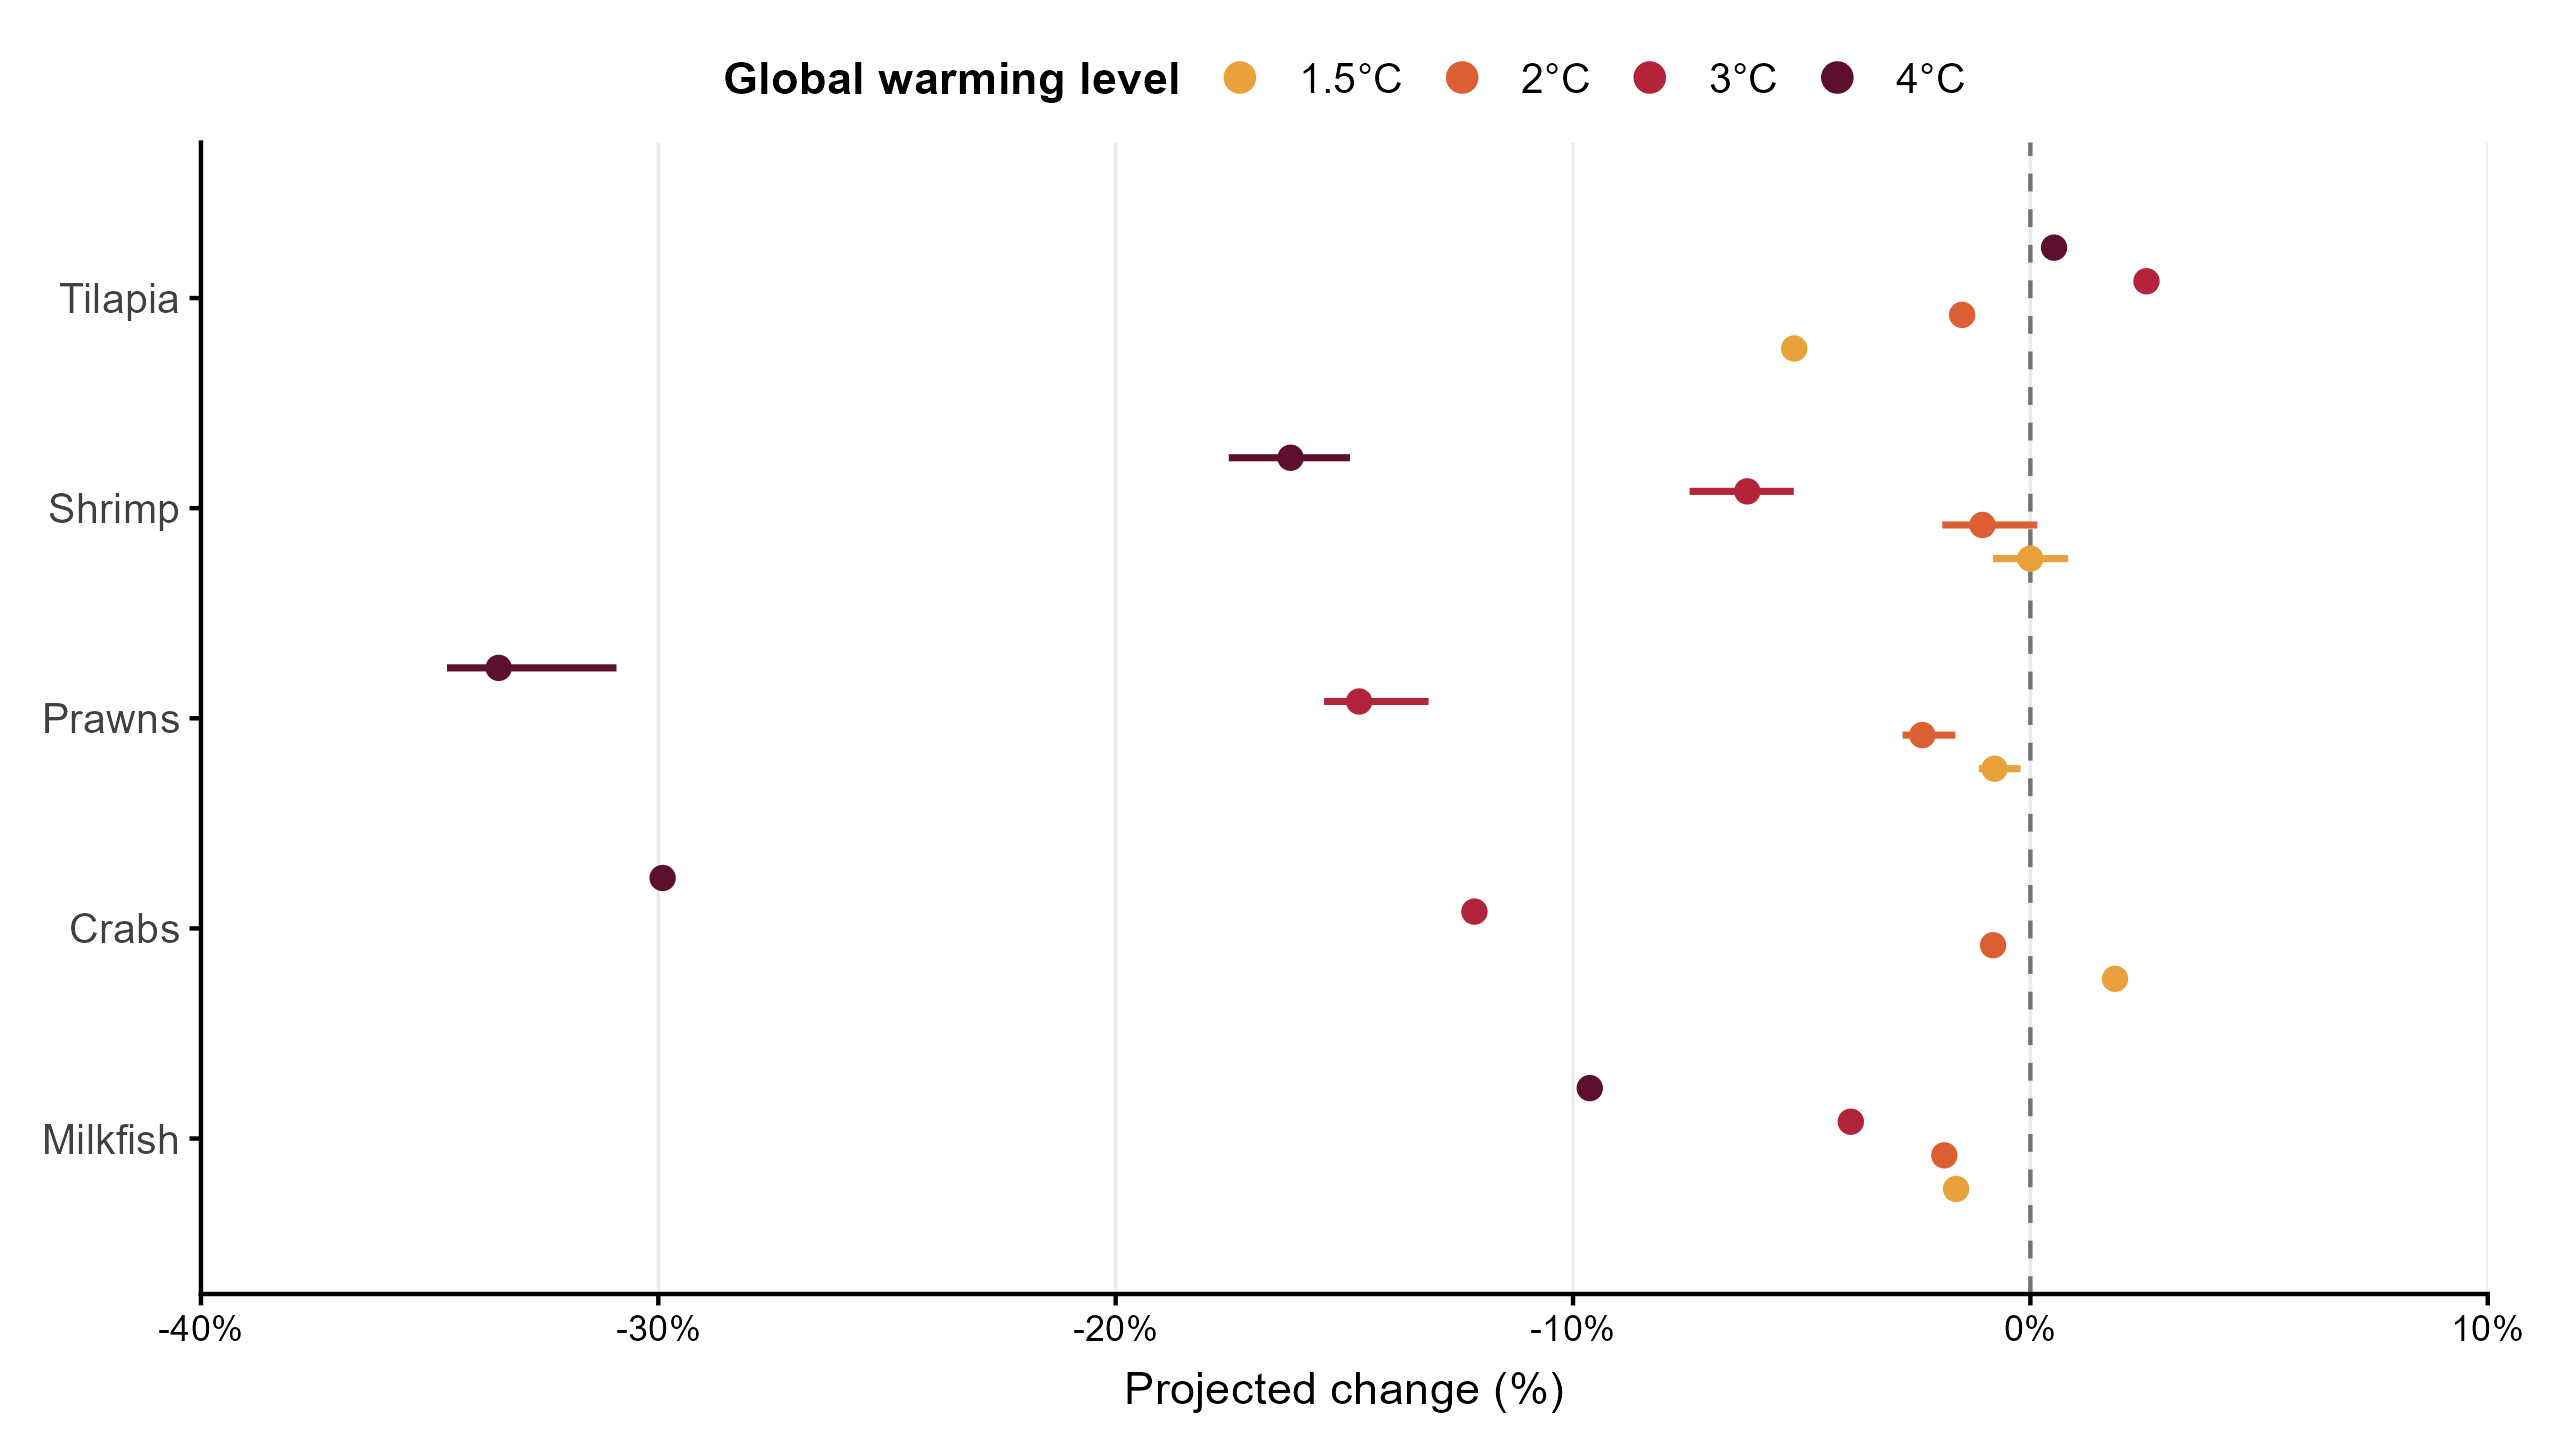 Global warming level 1.5°C 2°C 3°C 4°C
Tilapia
Shrimp
Prawns
Crabs
Milkfish
-40% -30% -20% -10% 0% 10%
Projected change (%)